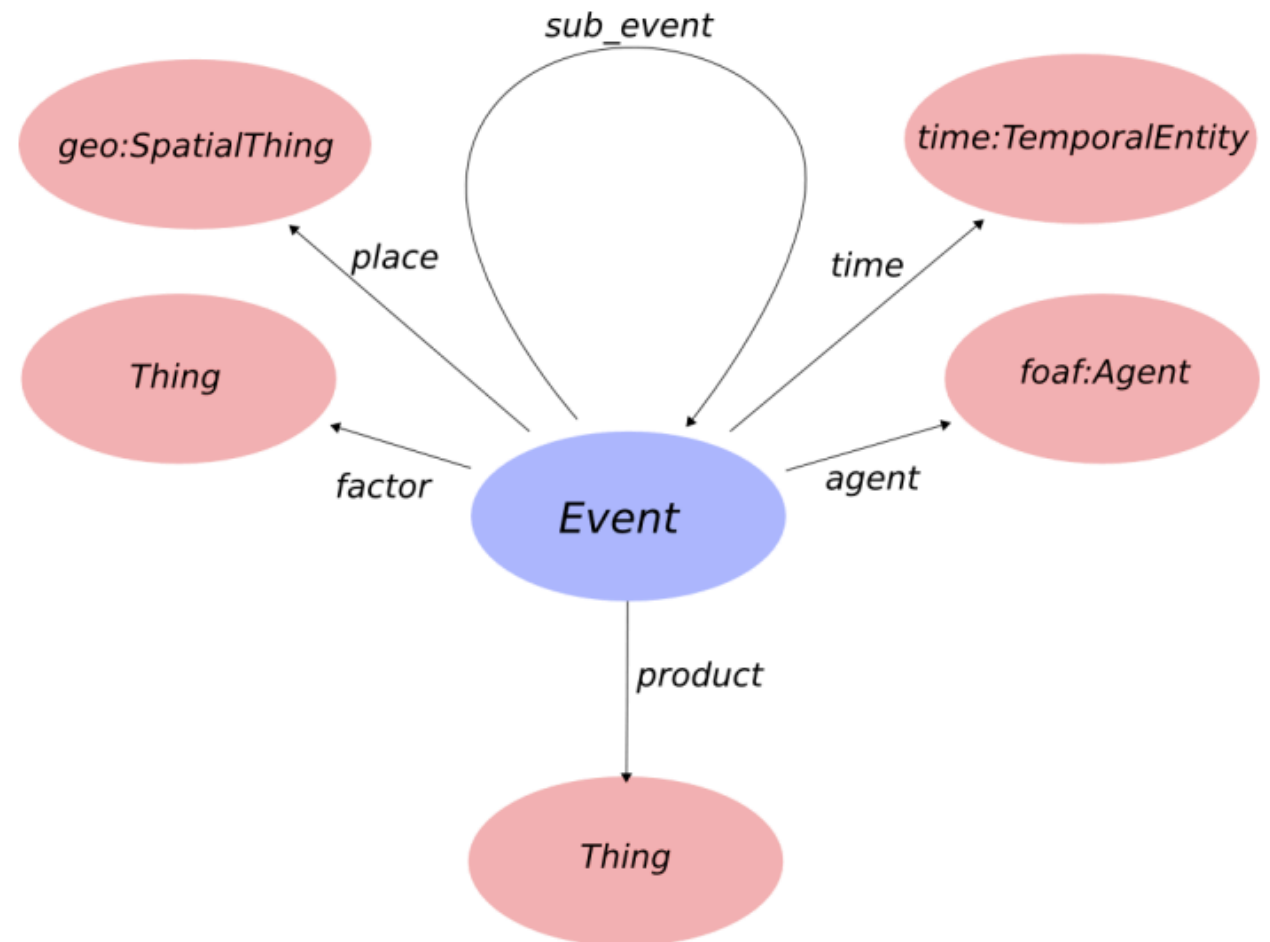 sub_event
geo:SpatialThing
time:TemporalEntity
place
time
Thing
foaf:Agent
factor
agent
Event
product
Thing